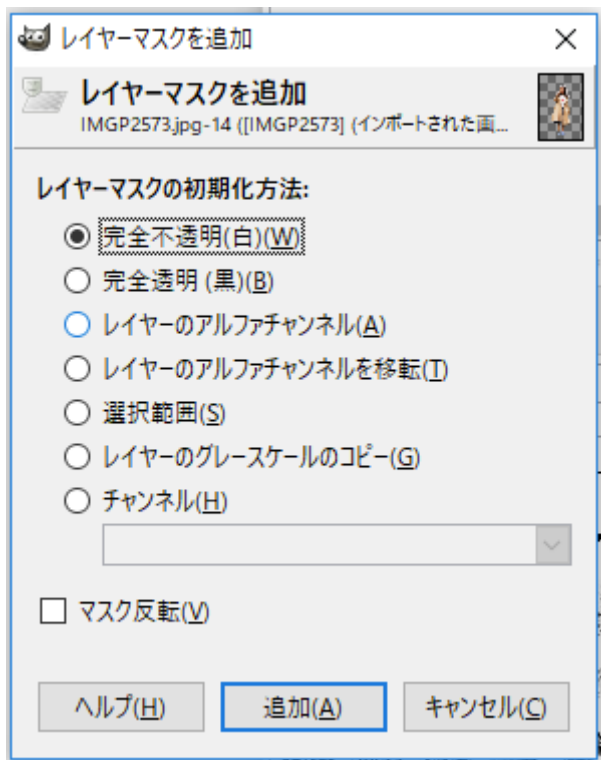 レイヤーマスクを追加
レイヤーマスクを追加
IMGP2573.jpg-14 ([IMGP2573] (インポートされた画...
レイヤーマスクの初期化方法:
完全不透明(白)(W)
完全透明 (黒)(B)
レイヤーのアルファチャンネル(A)
レイヤーのアルファチャンネルを移転(T)
選択範囲(S)
レイヤーのグレースケールのコピー(G)
チャンネル(H)
マスク反転(V)
ヘルプ(H) 追加(A) キャンセル(C)